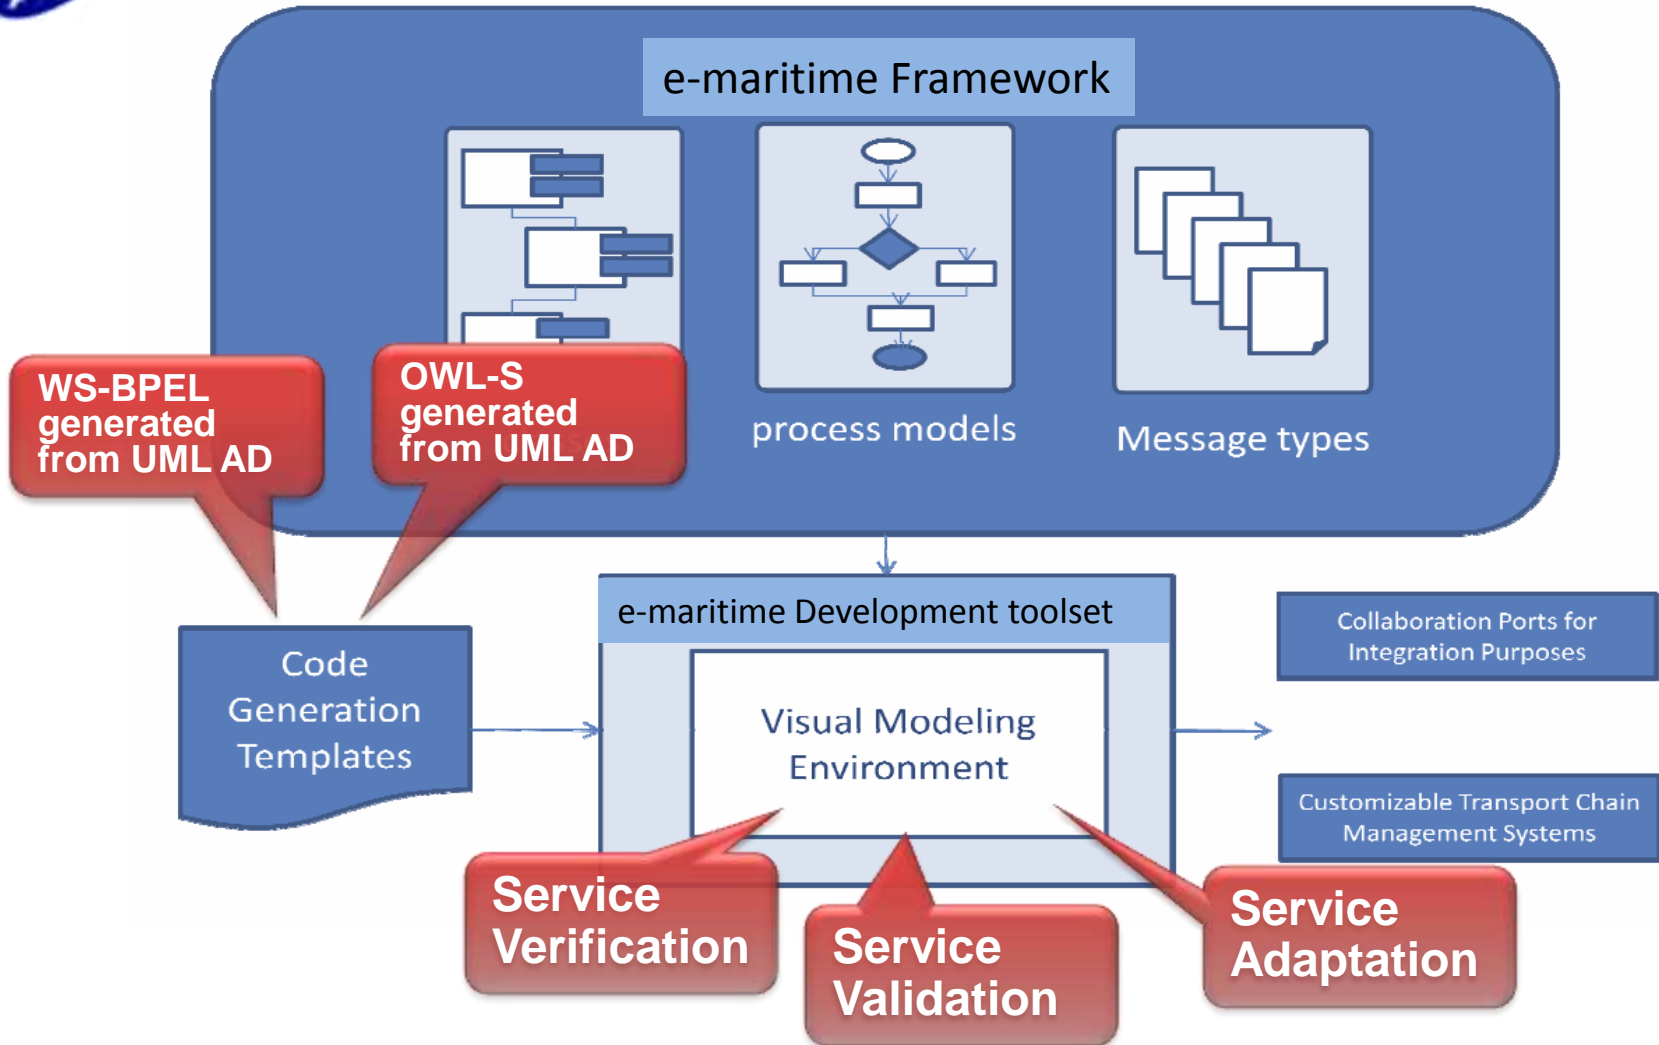 e-maritime Framework
WS-BPEL
generated
from UML AD
OWL-S
generated
from UML AD
process models
Message types
e-maritime Development toolset
Code
Generation
Templates
Visual Modeling
Environment
Collaboration Ports for
Integration Purposes
Customizable Transport Chain
Management Systems
Service
Verification
Service
Validation
Service
Adaptation